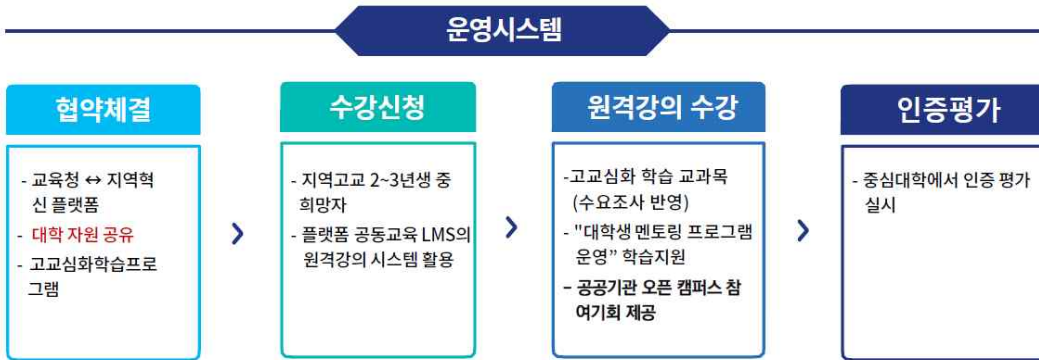 운영시스템
협약체결
- 교육청 ↔ 지역혁
신 플랫폼
- 대학 자원 공유
- 고교심화학습프로
그램
수강신청
- 지역고교 2~3년생 중
희망자
- 플랫폼 공동교육 LMS의
원격강의 시스템 활용
원격강의 수강
-고교심화 학습 교과목
(수요조사 반영)
- "대학생 멘토링 프로그램
운영” 학습지원
– 공공기관 오픈 캠퍼스 참
여기회 제공
인증평가
- 중심대학에서 인증 평가
실시